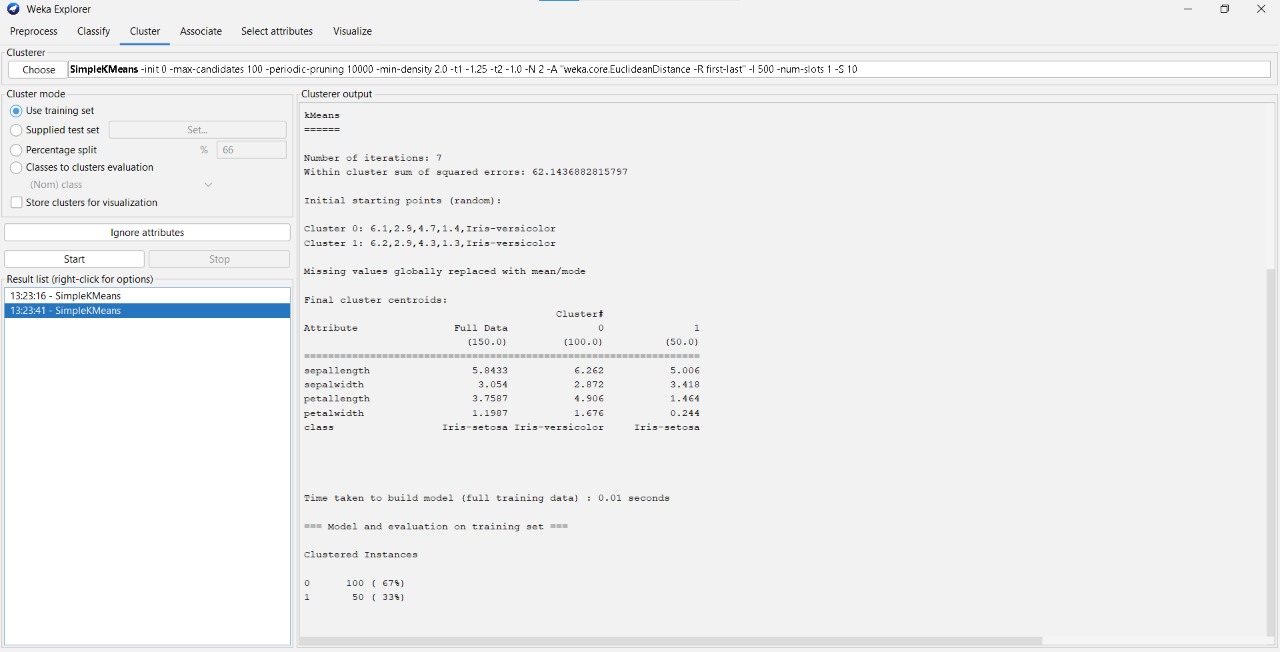 Weka Explorer
Preprocess Classify Cluster Associate Select attributes Visualize
Clusterer
Choose SimpleKMeans -init 0 -max-candidates 100 -periodic-pruning 10000 -min-density 2.0 -t1 -1.25 -t2 -1.0 -N 2 -A "weka.core.EuclideanDistance -R first-last" -I 500 -num-slots 1 -S 10
Cluster mode
Use training set
Supplied test set Set...
Percentage split % 66
Classes to clusters evaluation
(Nom) class
Store clusters for visualization
Ignore attributes
Start Stop
Result list (right-click for options)
13:23:16 - SimpleKMeans
13:23:41 - SimpleKMeans
Clusterer output
kMeans
======
Number of iterations: 7
Within cluster sum of squared errors: 62.1436882815797
Initial starting points (random):
Cluster 0: 6.1,2.9,4.7,1.4,Iris-versicolor
Cluster 1: 6.2,2.9,4.3,1.3,Iris-versicolor
Missing values globally replaced with mean/mode
Final cluster centroids:
Cluster#
Attribute Full Data 0 1
(150.0) (100.0) (50.0)
==================================================================
sepallength 5.8433 6.262 5.006
sepalwidth 3.054 2.872 3.418
petallength 3.7587 4.906 1.464
petalwidth 1.1987 1.676 0.244
class Iris-setosa Iris-versicolor Iris-setosa
Time taken to build model (full training data) : 0.01 seconds
=== Model and evaluation on training set ===
Clustered Instances
0 100 ( 67%)
1 50 ( 33%)